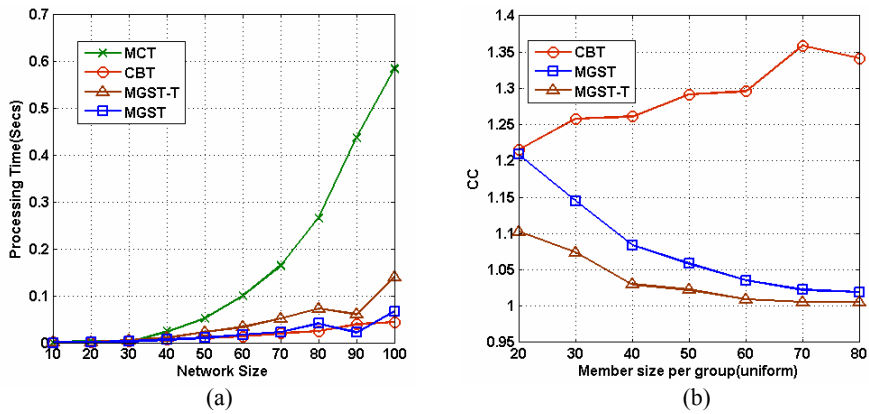 0.7
0.6
0.5
0.4
0.3
0.2
0.1
0
Processing Time(Secs)
MCT
CBT
MGST-T
MGST
10 20 30 40 50 60 70 80 90 100
Network Size
(a)
1.4
1.35
1.3
1.25
1.2
1.15
1.1
1.05
1
0.95
CC
CBT
MGST
MGST-T
20 30 40 50 60 70 80
Member size per group(uniform)
(b)